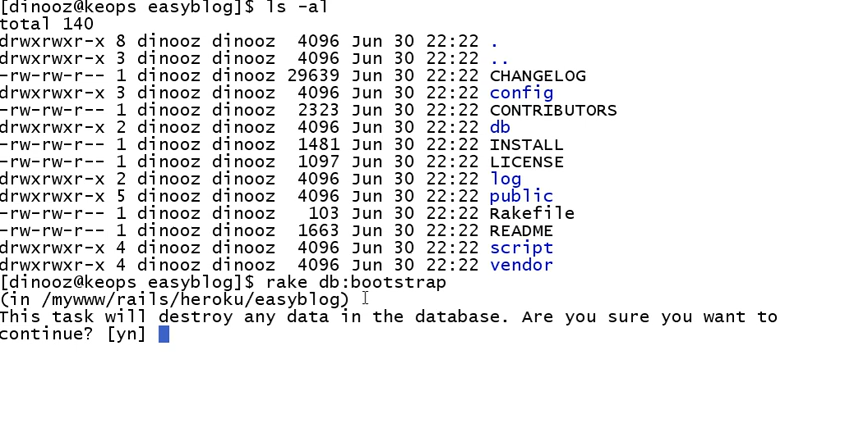 [dinooz@keops easyblog]$ ls -al
total 140
drwxrwxr-x 8 dinooz dinooz  4096 Jun 30 22:22 .
drwxrwxr-x 3 dinooz dinooz  4096 Jun 30 22:22 ..
-rw-rw-r-- 1 dinooz dinooz 29639 Jun 30 22:22 CHANGELOG
drwxrwxr-x 3 dinooz dinooz  4096 Jun 30 22:22 config
-rw-rw-r-- 1 dinooz dinooz  2323 Jun 30 22:22 CONTRIBUTORS
drwxrwxr-x 2 dinooz dinooz  4096 Jun 30 22:22 db
-rw-rw-r-- 1 dinooz dinooz  1481 Jun 30 22:22 INSTALL
-rw-rw-r-- 1 dinooz dinooz  1097 Jun 30 22:22 LICENSE
drwxrwxr-x 2 dinooz dinooz  4096 Jun 30 22:22 log
drwxrwxr-x 5 dinooz dinooz  4096 Jun 30 22:22 public
-rw-rw-r-- 1 dinooz dinooz   103 Jun 30 22:22 Rakefile
-rw-rw-r-- 1 dinooz dinooz  1663 Jun 30 22:22 README
drwxrwxr-x 4 dinooz dinooz  4096 Jun 30 22:22 script
drwxrwxr-x 4 dinooz dinooz  4096 Jun 30 22:22 vendor
[dinooz@keops easyblog]$ rake db:bootstrap
(in /mywww/rails/heroku/easyblog)
This task will destroy any data in the database. Are you sure you want to
continue? [yn]